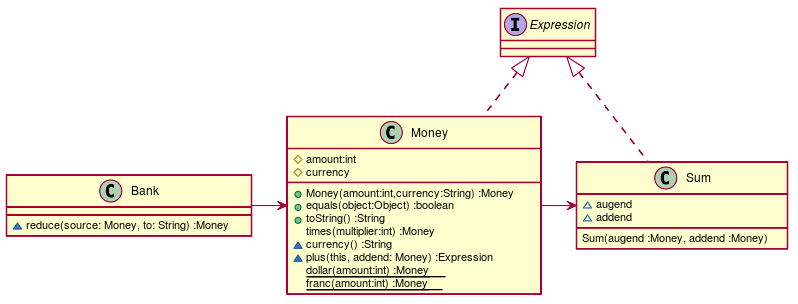 I Expression
C Money
amount:int
currency
Money(amount:int,currency:String) :Money
equals(object:Object) :boolean
toString() :String
times(multiplier:int) :Money
currency() :String
plus(this, addend: Money) :Expression
dollar(amount:int) :Money
franc(amount:int) :Money
C Bank
reduce(source: Money, to: String) :Money
C Sum
augend
addend
Sum(augend :Money, addend :Money)